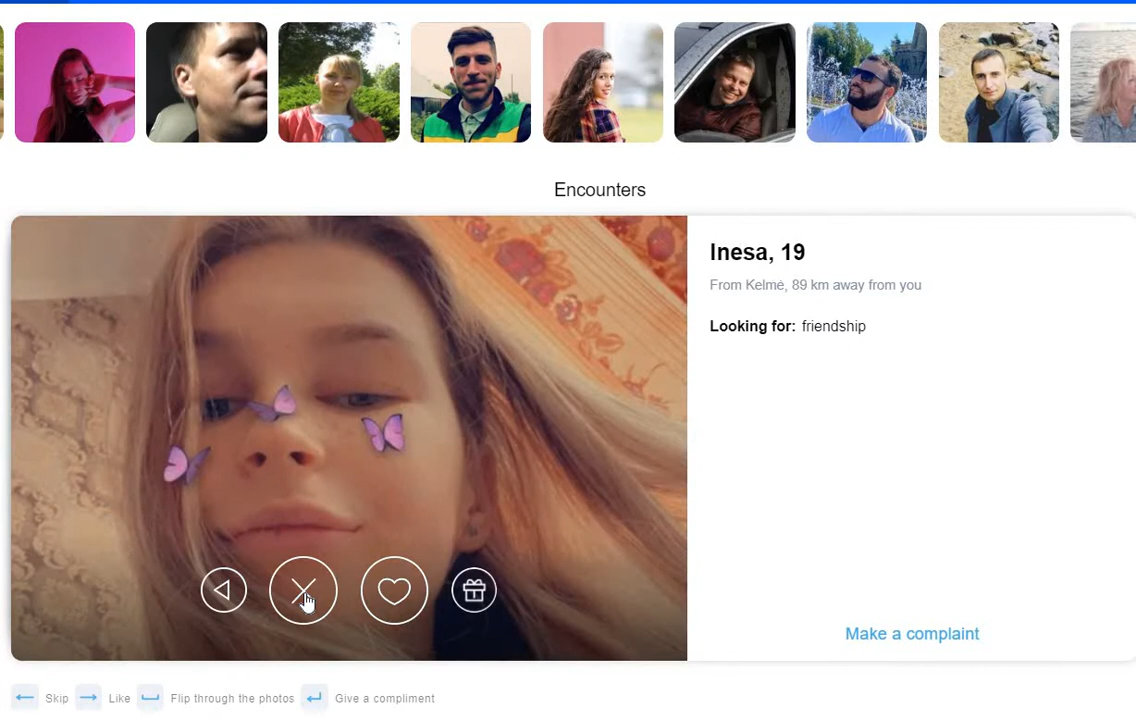 Encounters
Inesa, 19
From Kelmė, 89 km away from you
Looking for: friendship
Make a complaint
Skip Like Flip through the photos Give a compliment